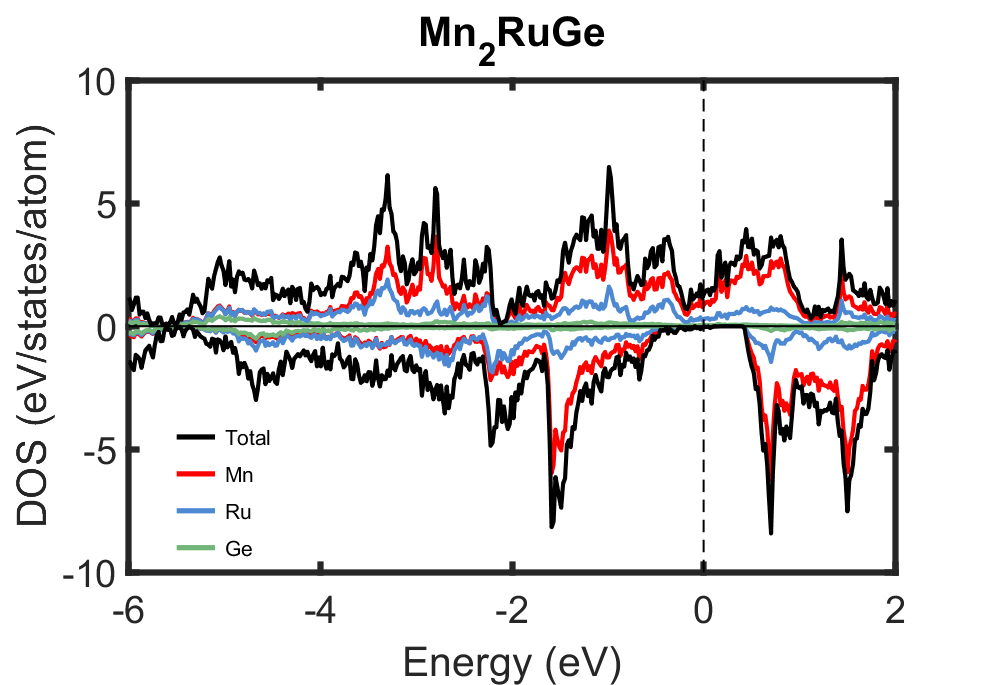 Mn2RuGe
DOS (eV/states/atom)
10
5
0
-5
-10
Total
Mn
Ru
Ge
-6 -4 -2 0 2
Energy (eV)